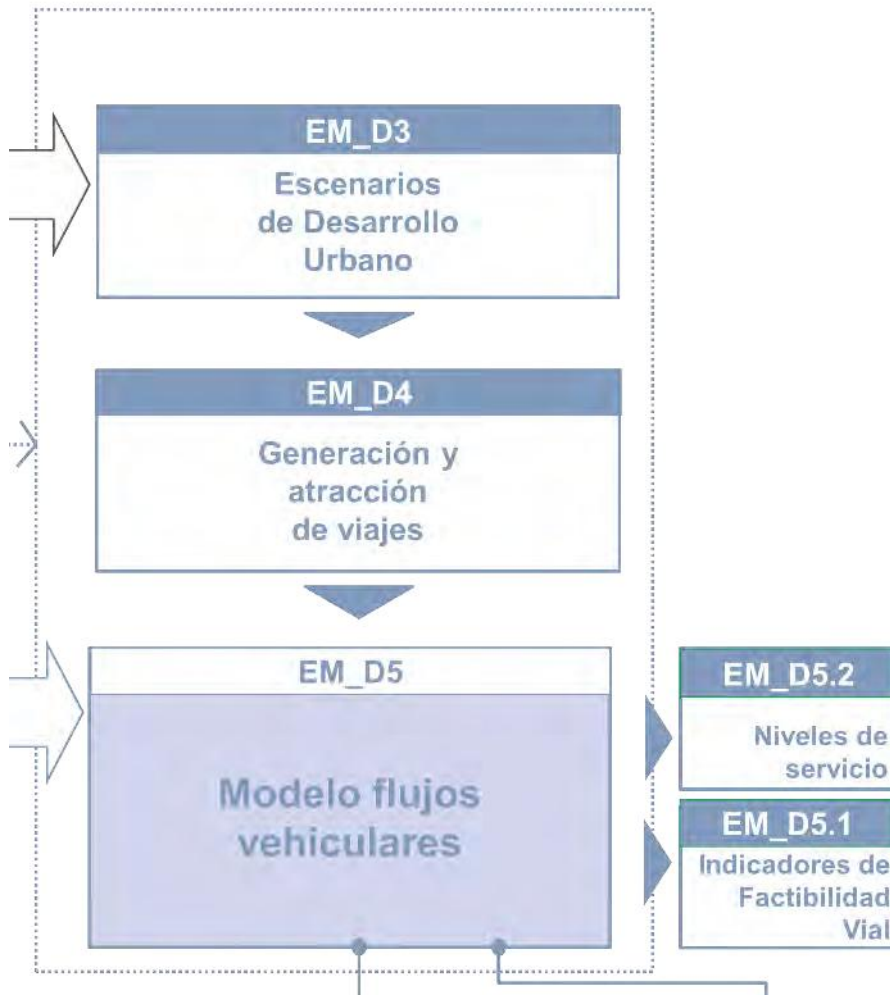 EM_D3
Escenarios
de Desarrollo
Urbano
EM_D4
Generación y
atracción
de viajes
EM_D5
Modelo flujos
vehiculares
EM_D5.2
Niveles de
servicio
EM_D5.1
Indicadores de
Factibilidad
Vial